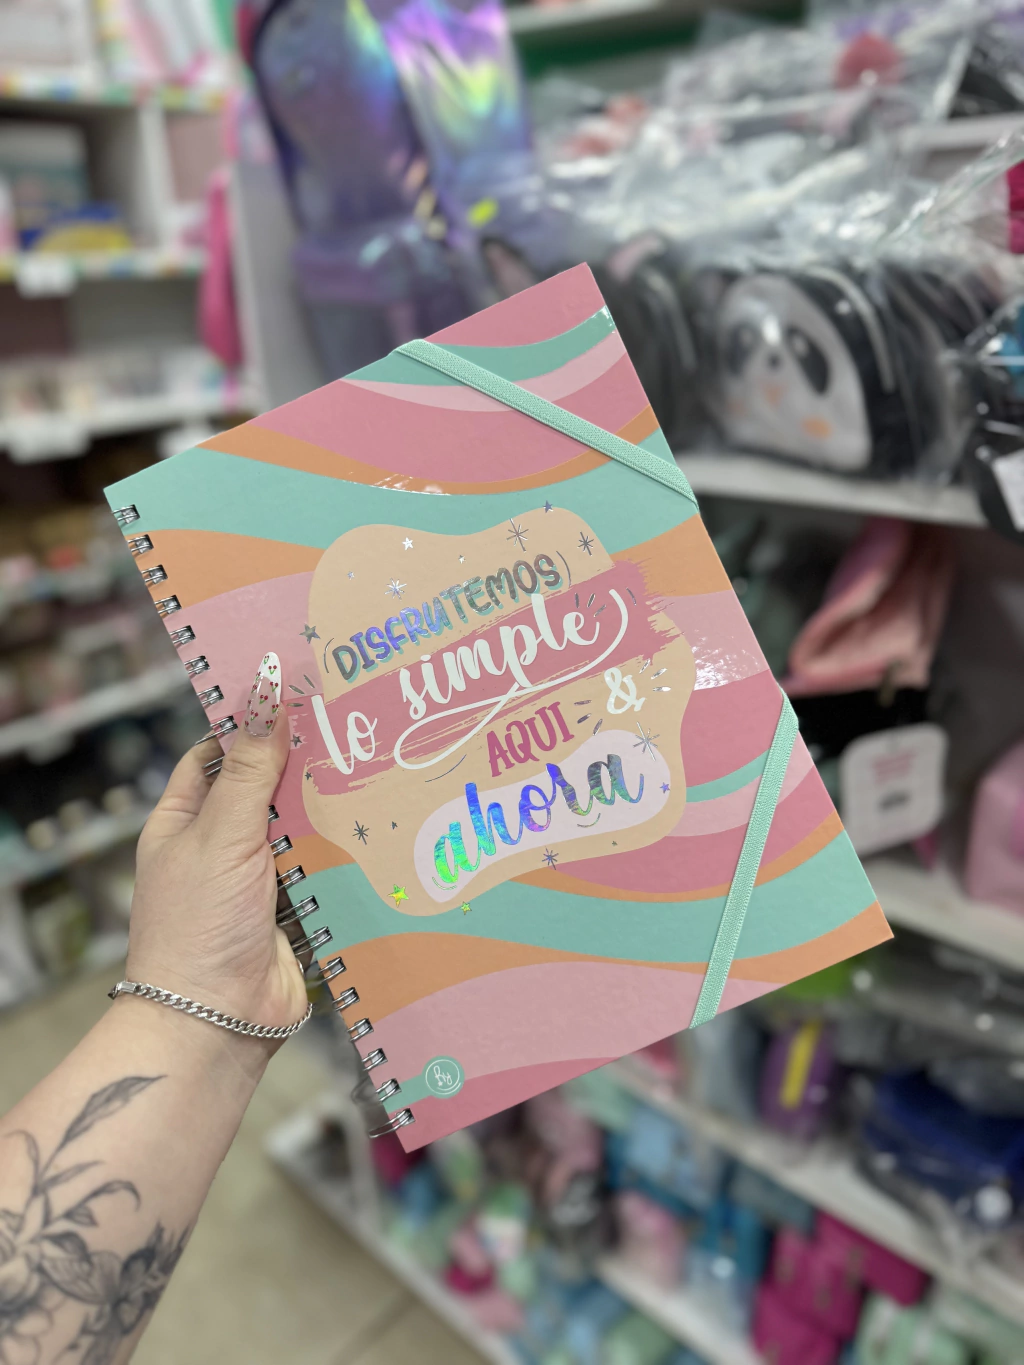 DISFRUTEMOS
lo simple
AQUI &
ahora